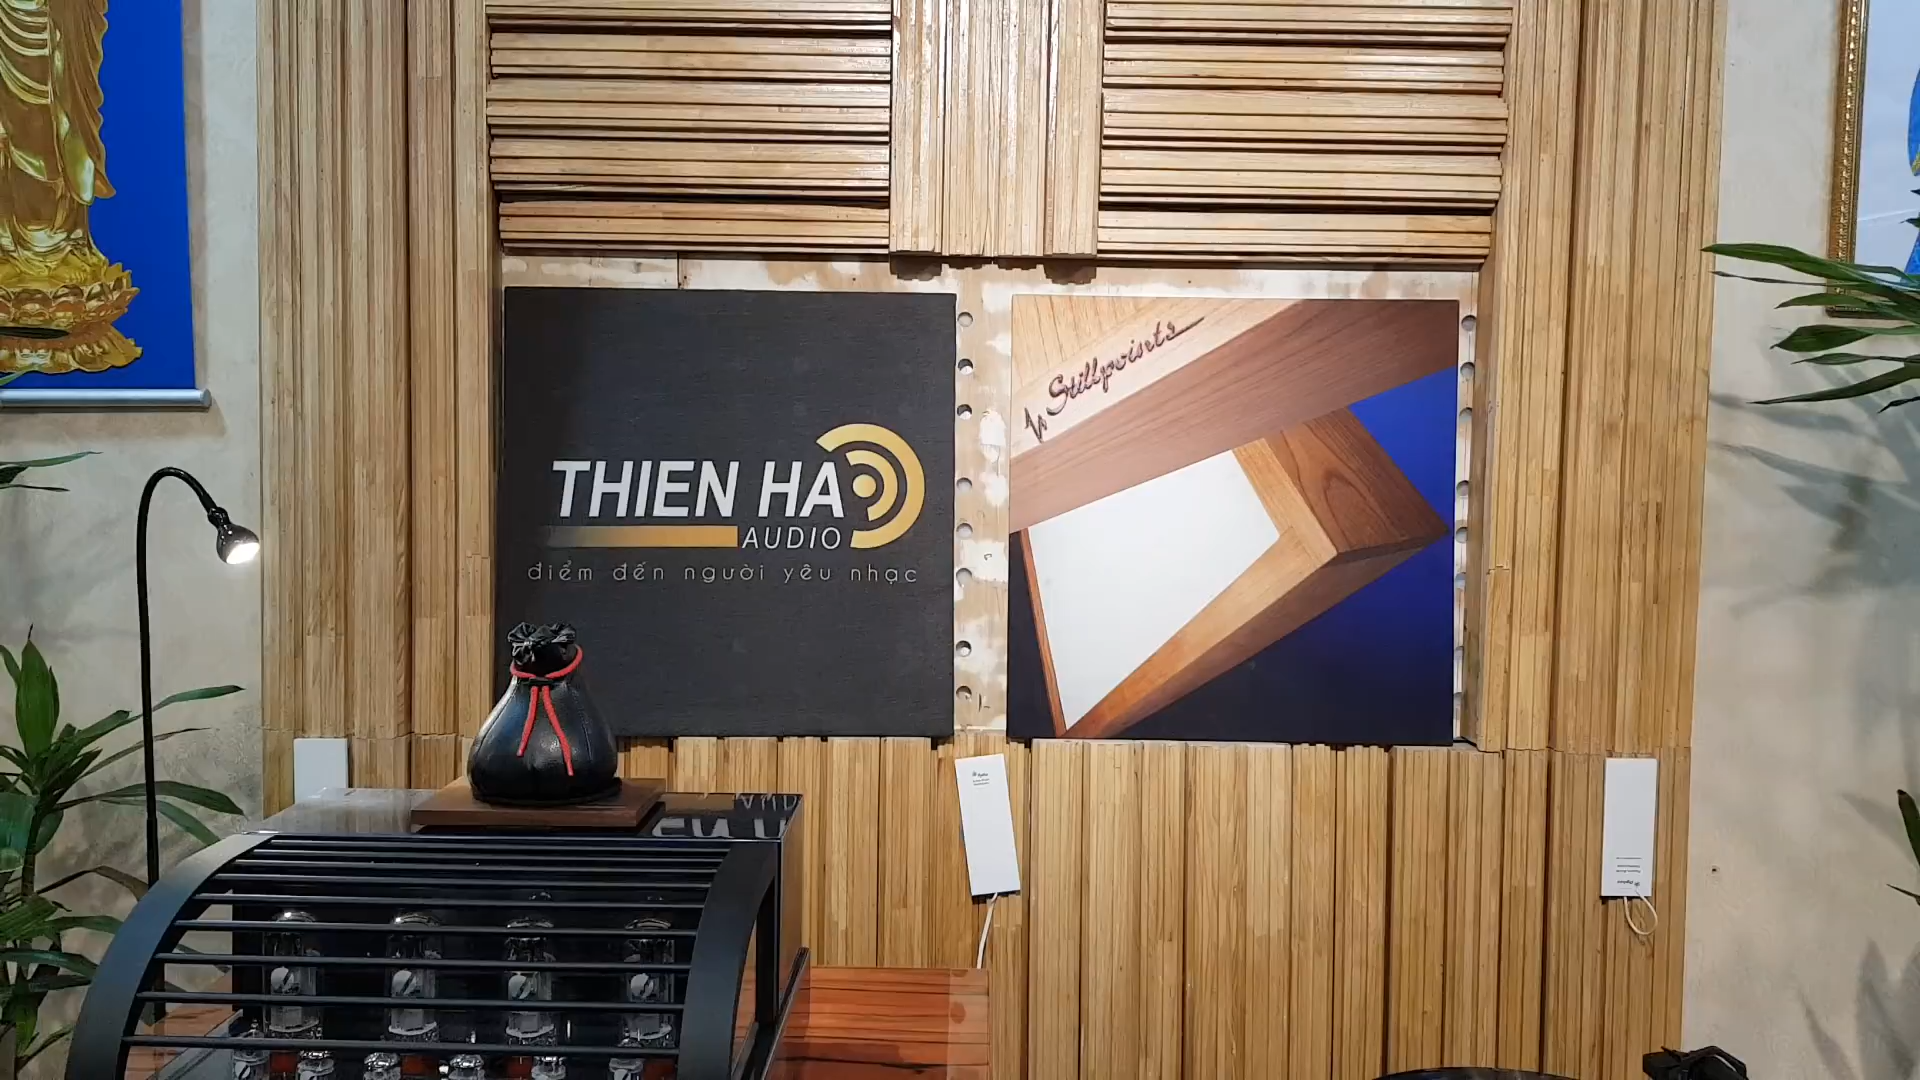 THIEN HA
AUDIO
điểm đến người yêu nhạc
Stillpoints